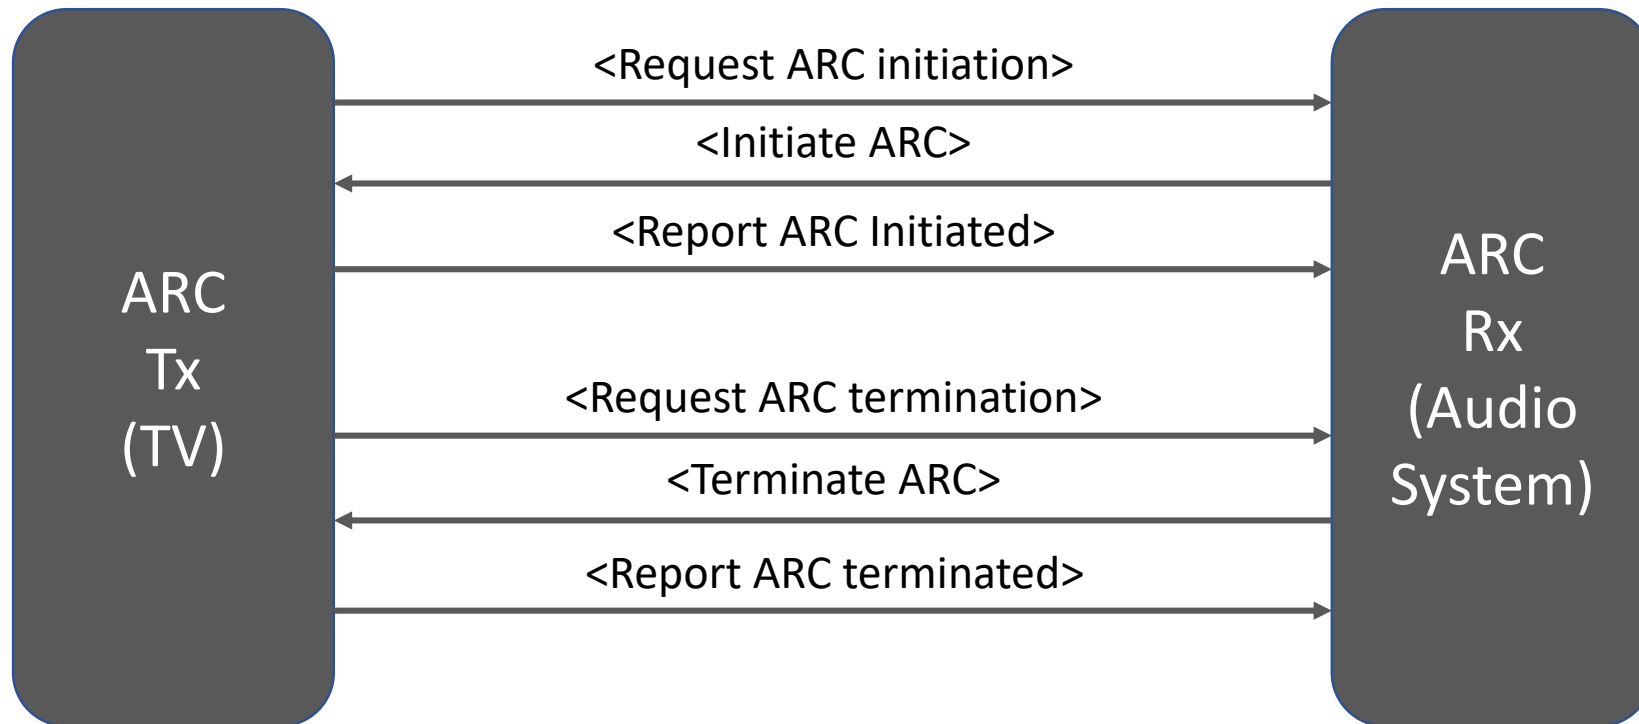 <Request ARC initiation>
<Initiate ARC>
<Report ARC Initiated>
ARC
Tx
(TV)
ARC
Rx
(Audio
System)
<Request ARC termination>
<Terminate ARC>
<Report ARC terminated>